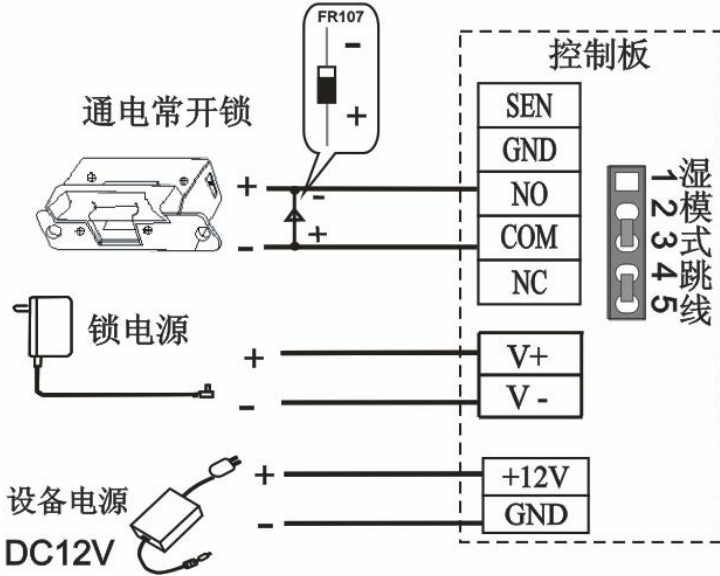 FR107
-
+
控制板
通电常开锁
SEN
GND
NO
COM
NC
+
-
-
+
1 2 3 4 5
湿模式跳线
锁电源
+
-
V+
V -
设备电源
DC12V
+
-
+12V
GND